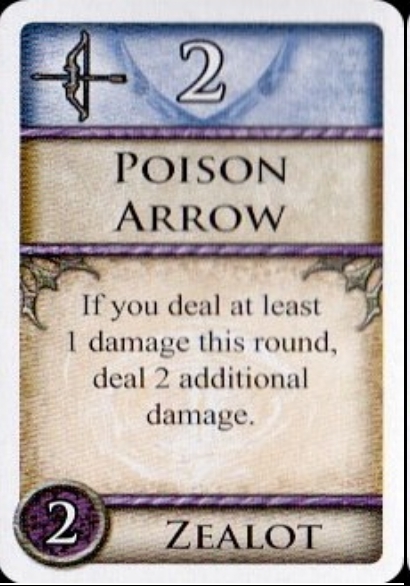 2
POISON
ARROW
If you deal at least
1 damage this round,
deal 2 additional
damage.
2
ZEALOT